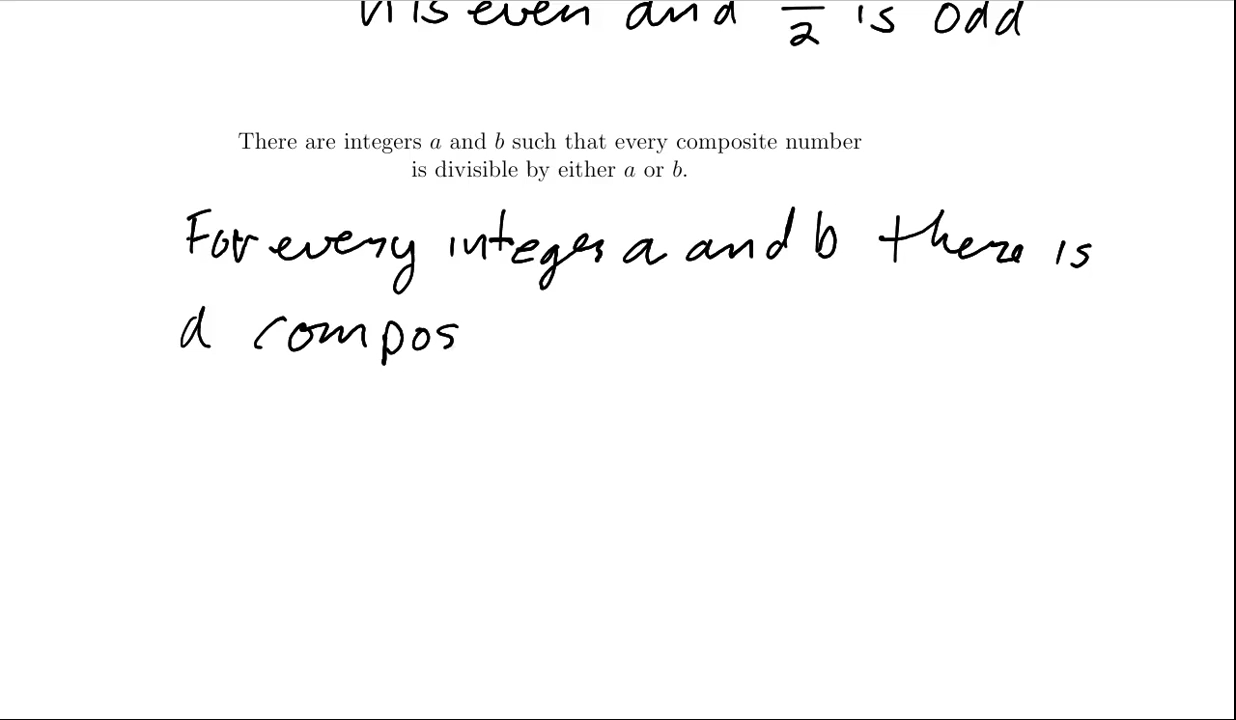 n is even and — 2 is odd
There are integers a and b such that every composite number
is divisible by either a or b.
For every integers a and b there is
a compos